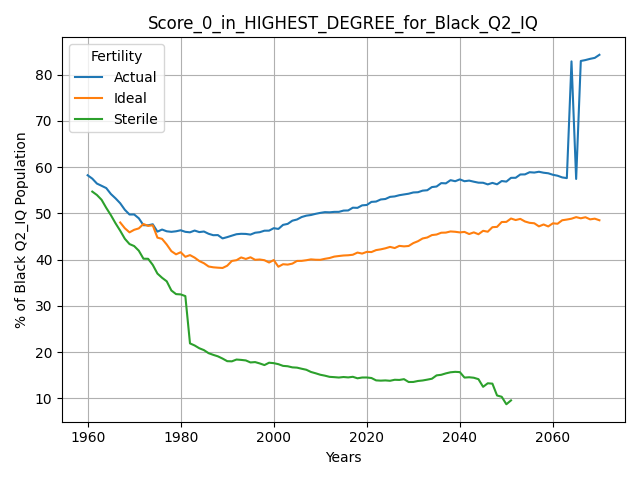 Score_0_in_HIGHEST_DEGREE_for_Black_Q2_IQ
Fertility
Actual
Ideal
Sterile
% of Black Q2_IQ Population
80
70
60
50
40
30
20
10
1960 1980 2000 2020 2040 2060
Years